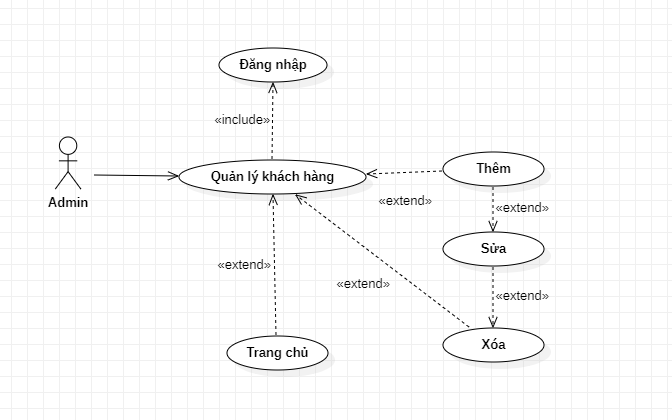 Đăng nhập
«include»
Quản lý khách hàng
Thêm
Admin
«extend»
«extend»
Sửa
«extend»
«extend»
«extend»
Trang chủ
Xóa